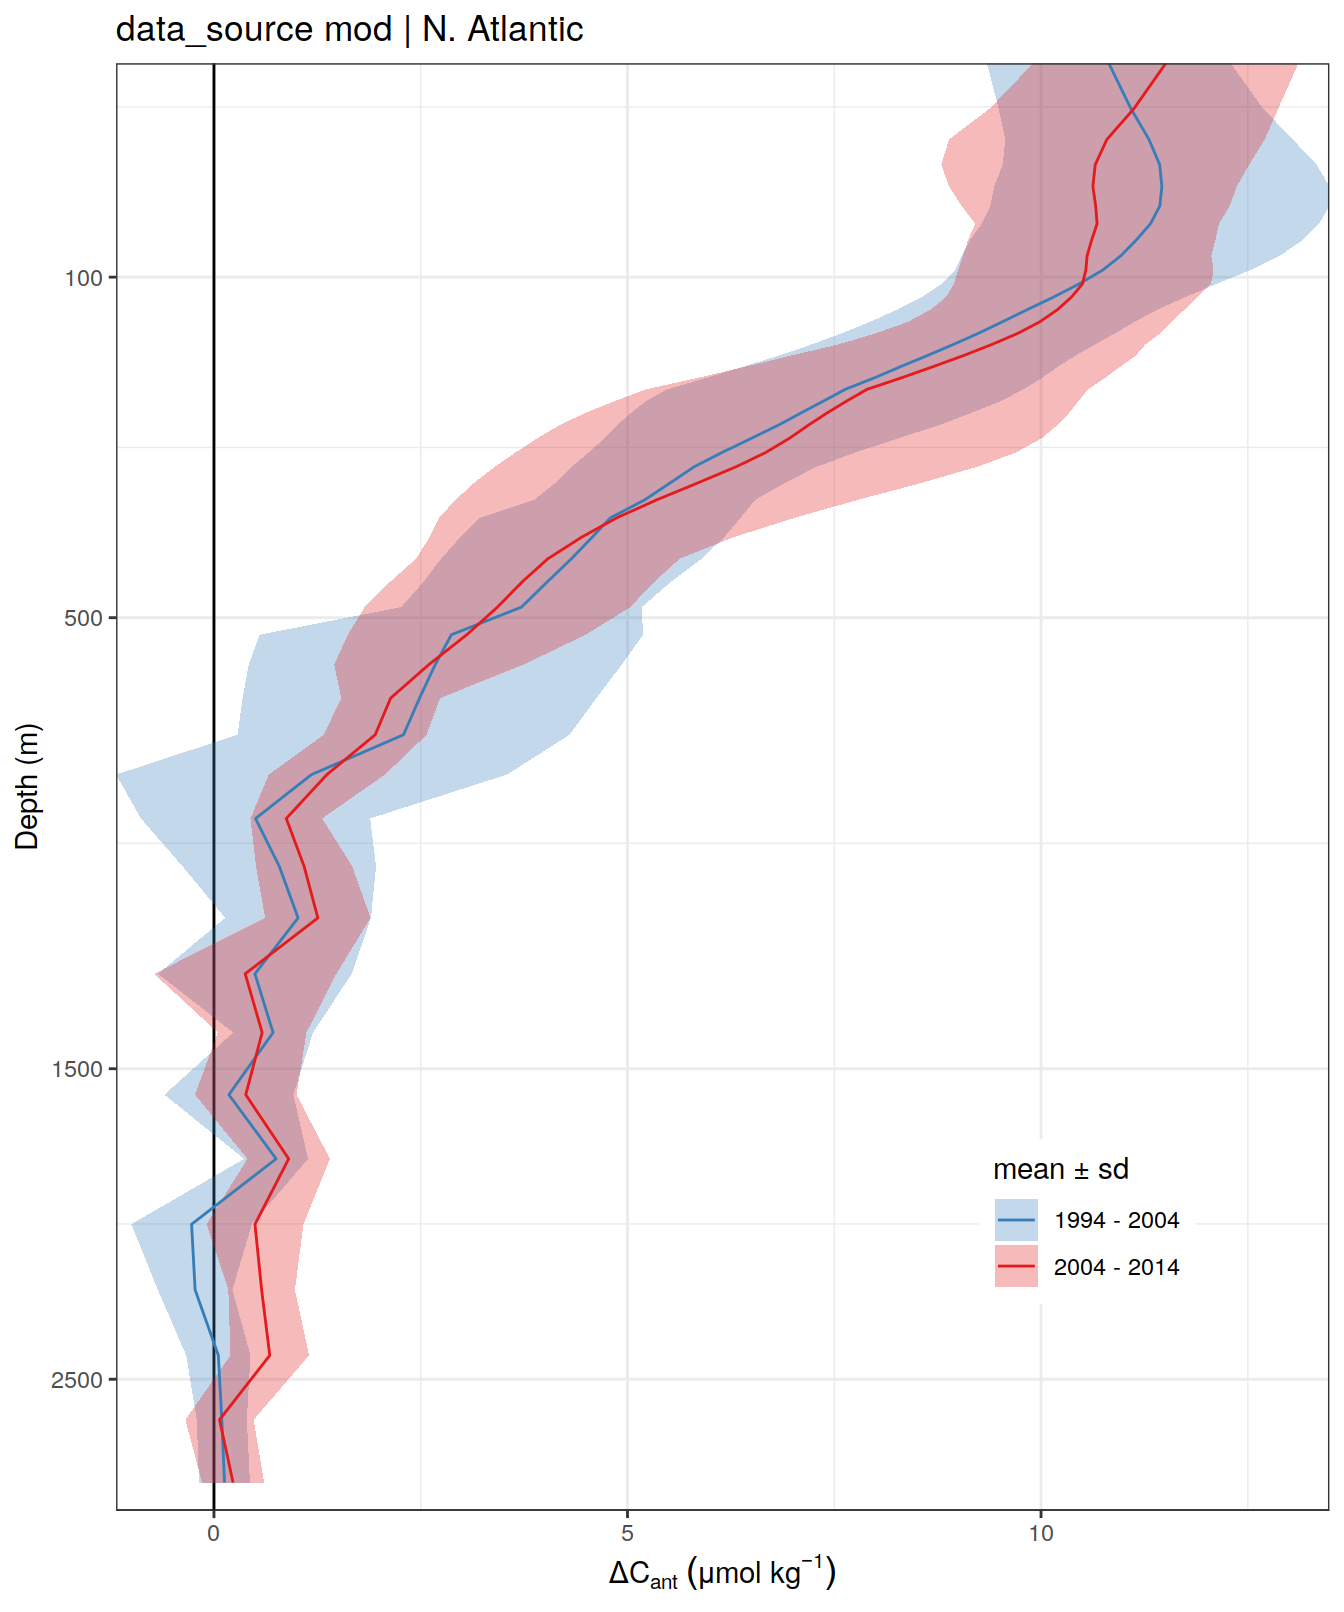 data_source mod | N. Atlantic
100
500
1500
2500
Depth (m)
0
5
10
ΔCant (μmol kg−1)
mean ± sd
1994 - 2004
2004 - 2014